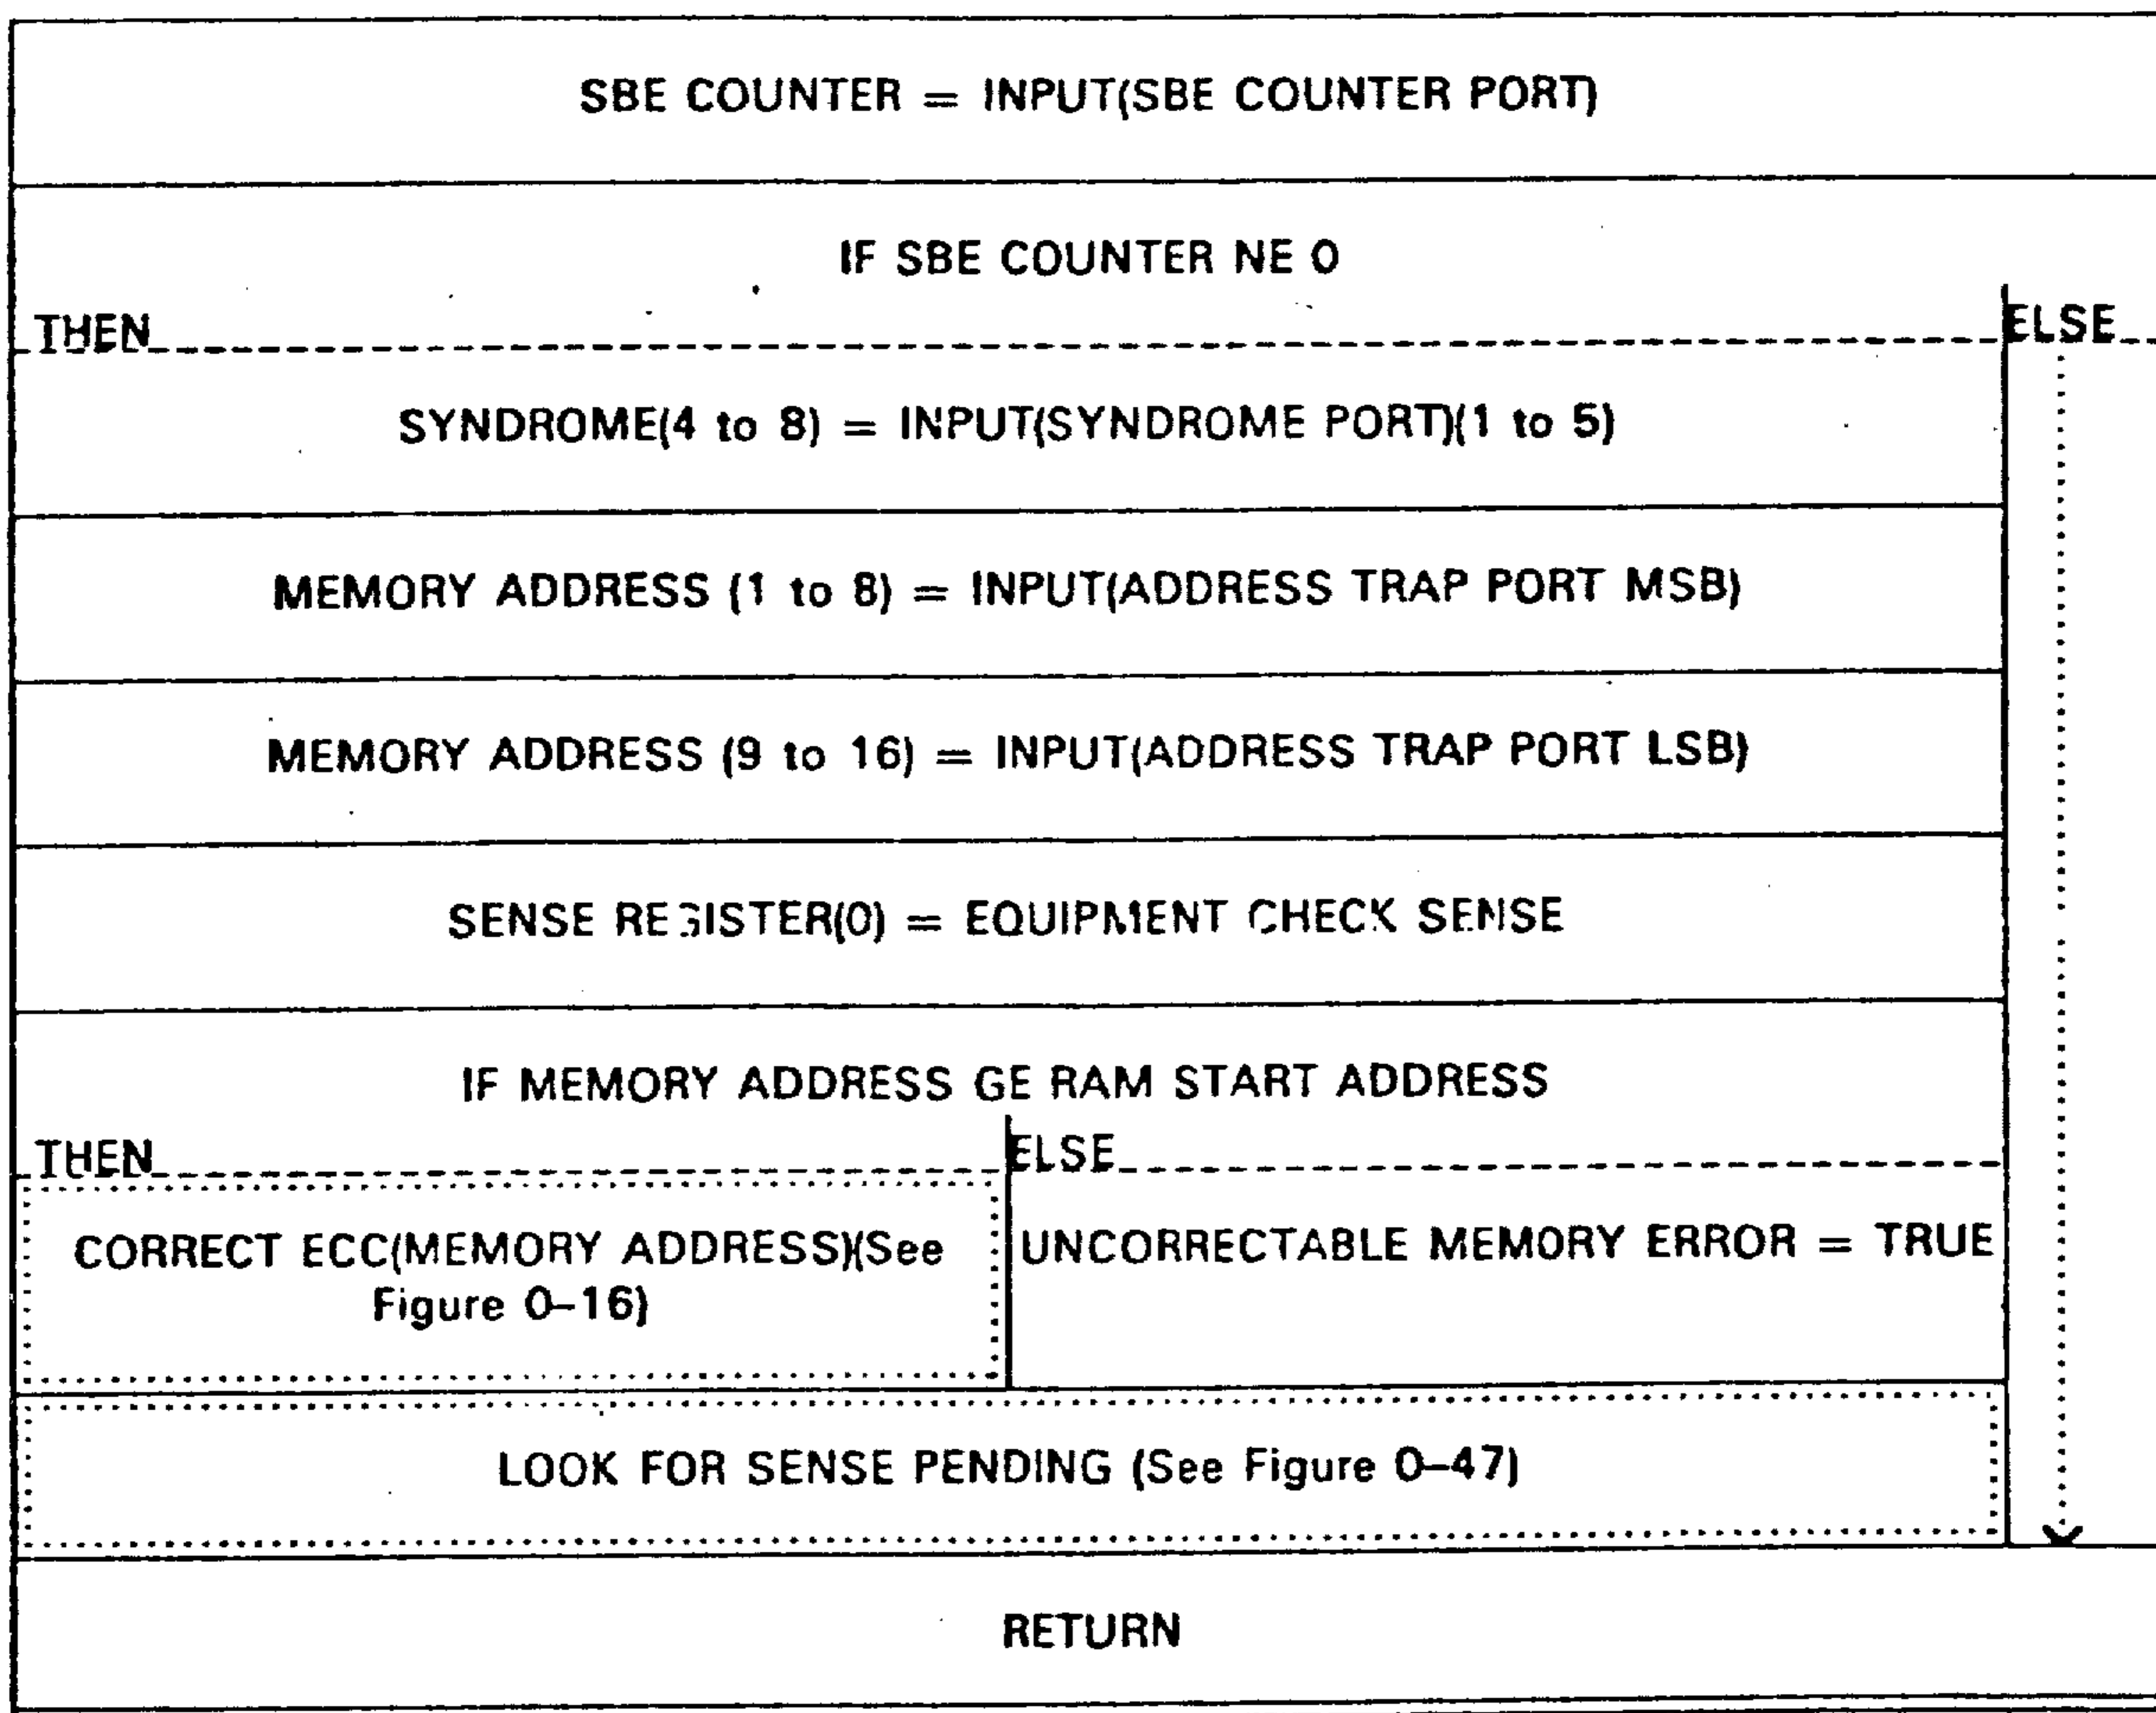 SBE COUNTER = INPUT(SBE COUNTER PORT)
IF SBE COUNTER NE 0
THEN
ELSE
SYNDROME(4 to 8) = INPUT(SYNDROME PORT)(1 to 5)
MEMORY ADDRESS (1 to 8) = INPUT(ADDRESS TRAP PORT MSB)
MEMORY ADDRESS (9 to 16) = INPUT(ADDRESS TRAP PORT LSB)
SENSE REGISTER(0) = EQUIPMENT CHECK SENSE
IF MEMORY ADDRESS GE RAM START ADDRESS
THEN
ELSE
CORRECT ECC(MEMORY ADDRESS)(See
Figure 0–16)
UNCORRECTABLE MEMORY ERROR = TRUE
LOOK FOR SENSE PENDING (See Figure 0–47)
RETURN